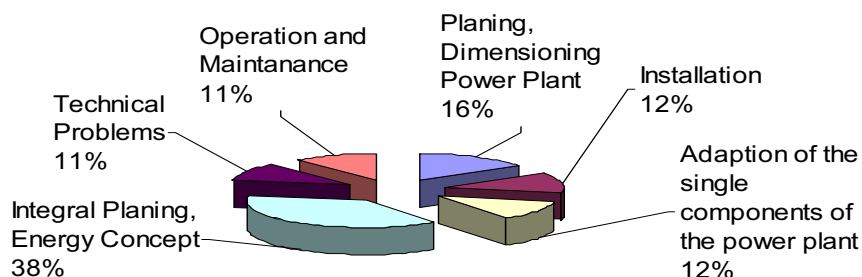 Operation and
Maintanance
11%
Planing,
Dimensioning
Power Plant
16%
Installation
12%
Technical
Problems
11%
Adaption of the
single
components of
the power plant
12%
Integral Planing,
Energy Concept
38%